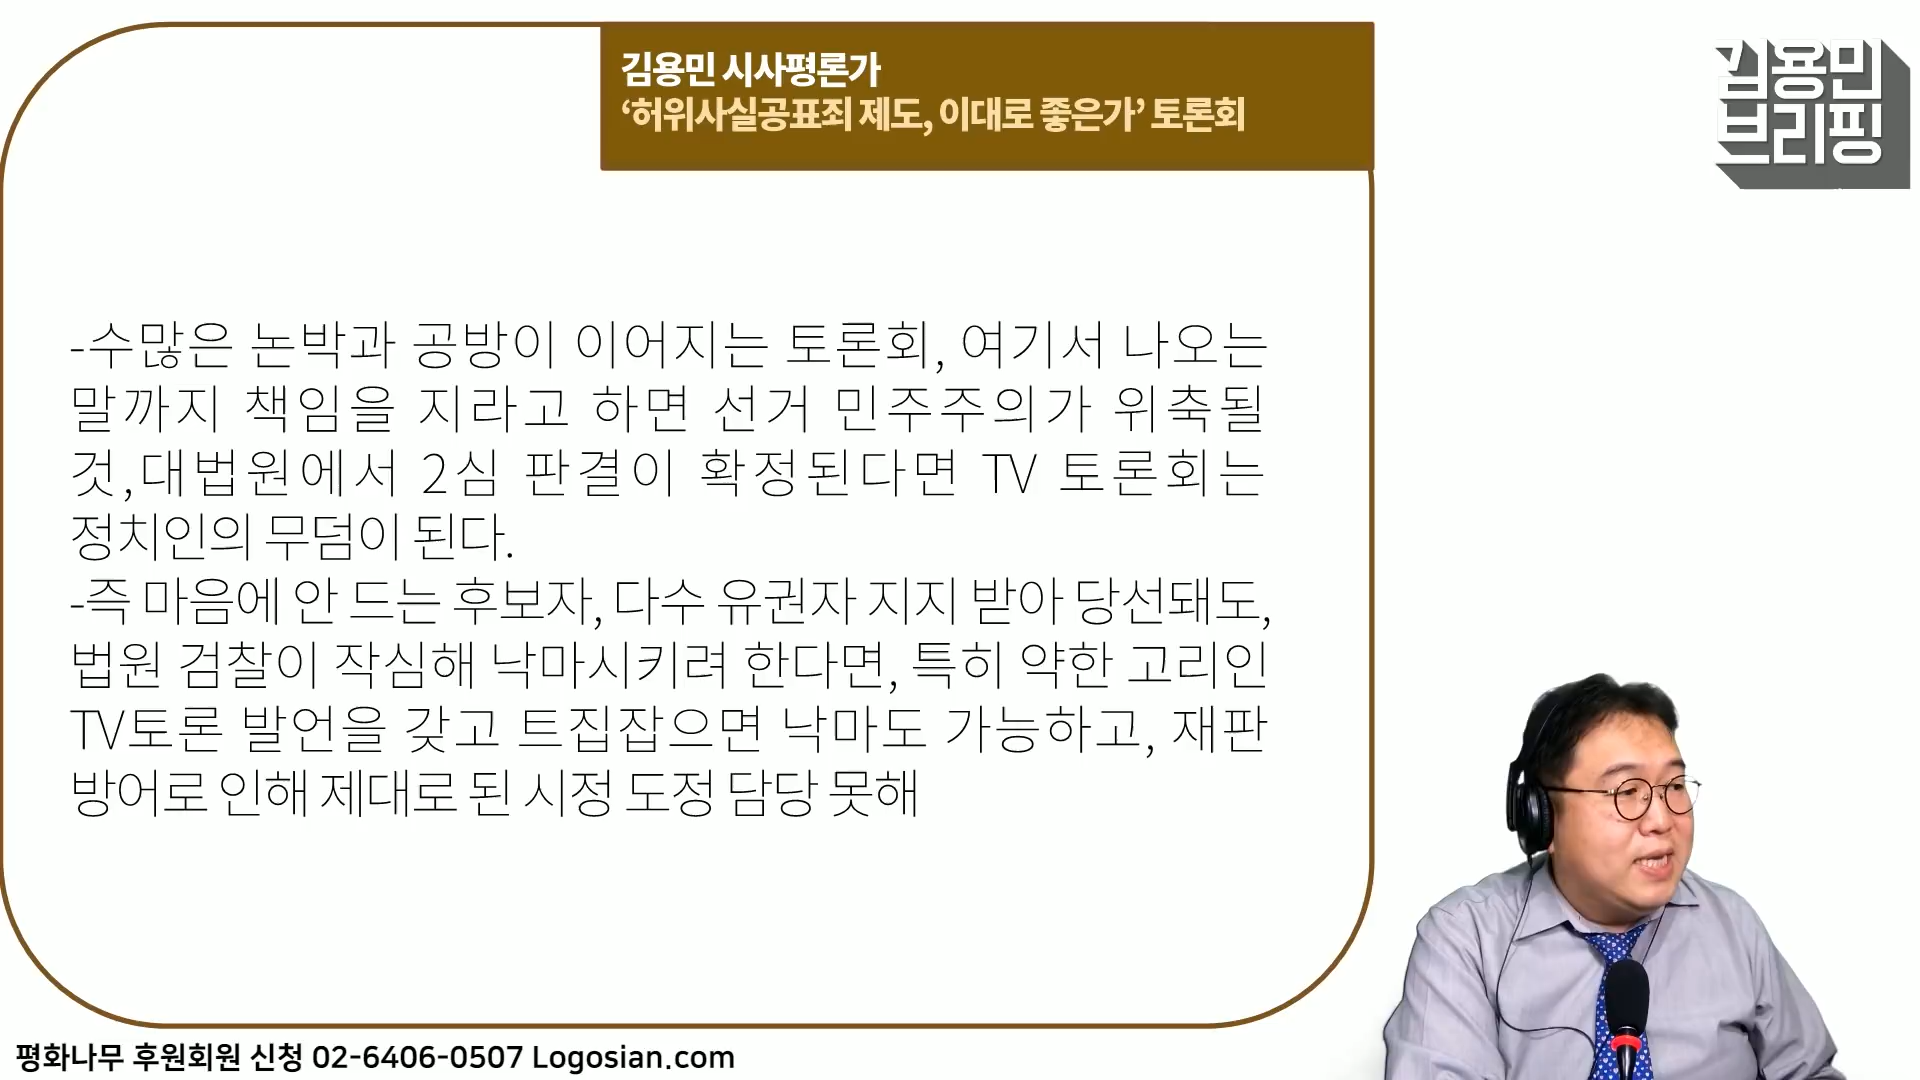 김용민 시사평론가
‘허위사실공표죄 제도, 이대로 좋은가’ 토론회
김용민
브리핑
-수많은 논박과 공방이 이어지는 토론회, 여기서 나오는
말까지 책임을 지라고 하면 선거 민주주의가 위축될
것,대법원에서 2심 판결이 확정된다면 TV 토론회는
정치인의 무덤이 된다.
-즉 마음에 안 드는 후보자, 다수 유권자 지지 받아 당선돼도,
법원 검찰이 작심해 낙마시키려 한다면, 특히 약한 고리인
TV토론 발언을 갖고 트집잡으면 낙마도 가능하고, 재판
방어로 인해 제대로 된 시정 도정 담당 못해
평화나무 후원회원 신청 02-6406-0507 Logosian.com